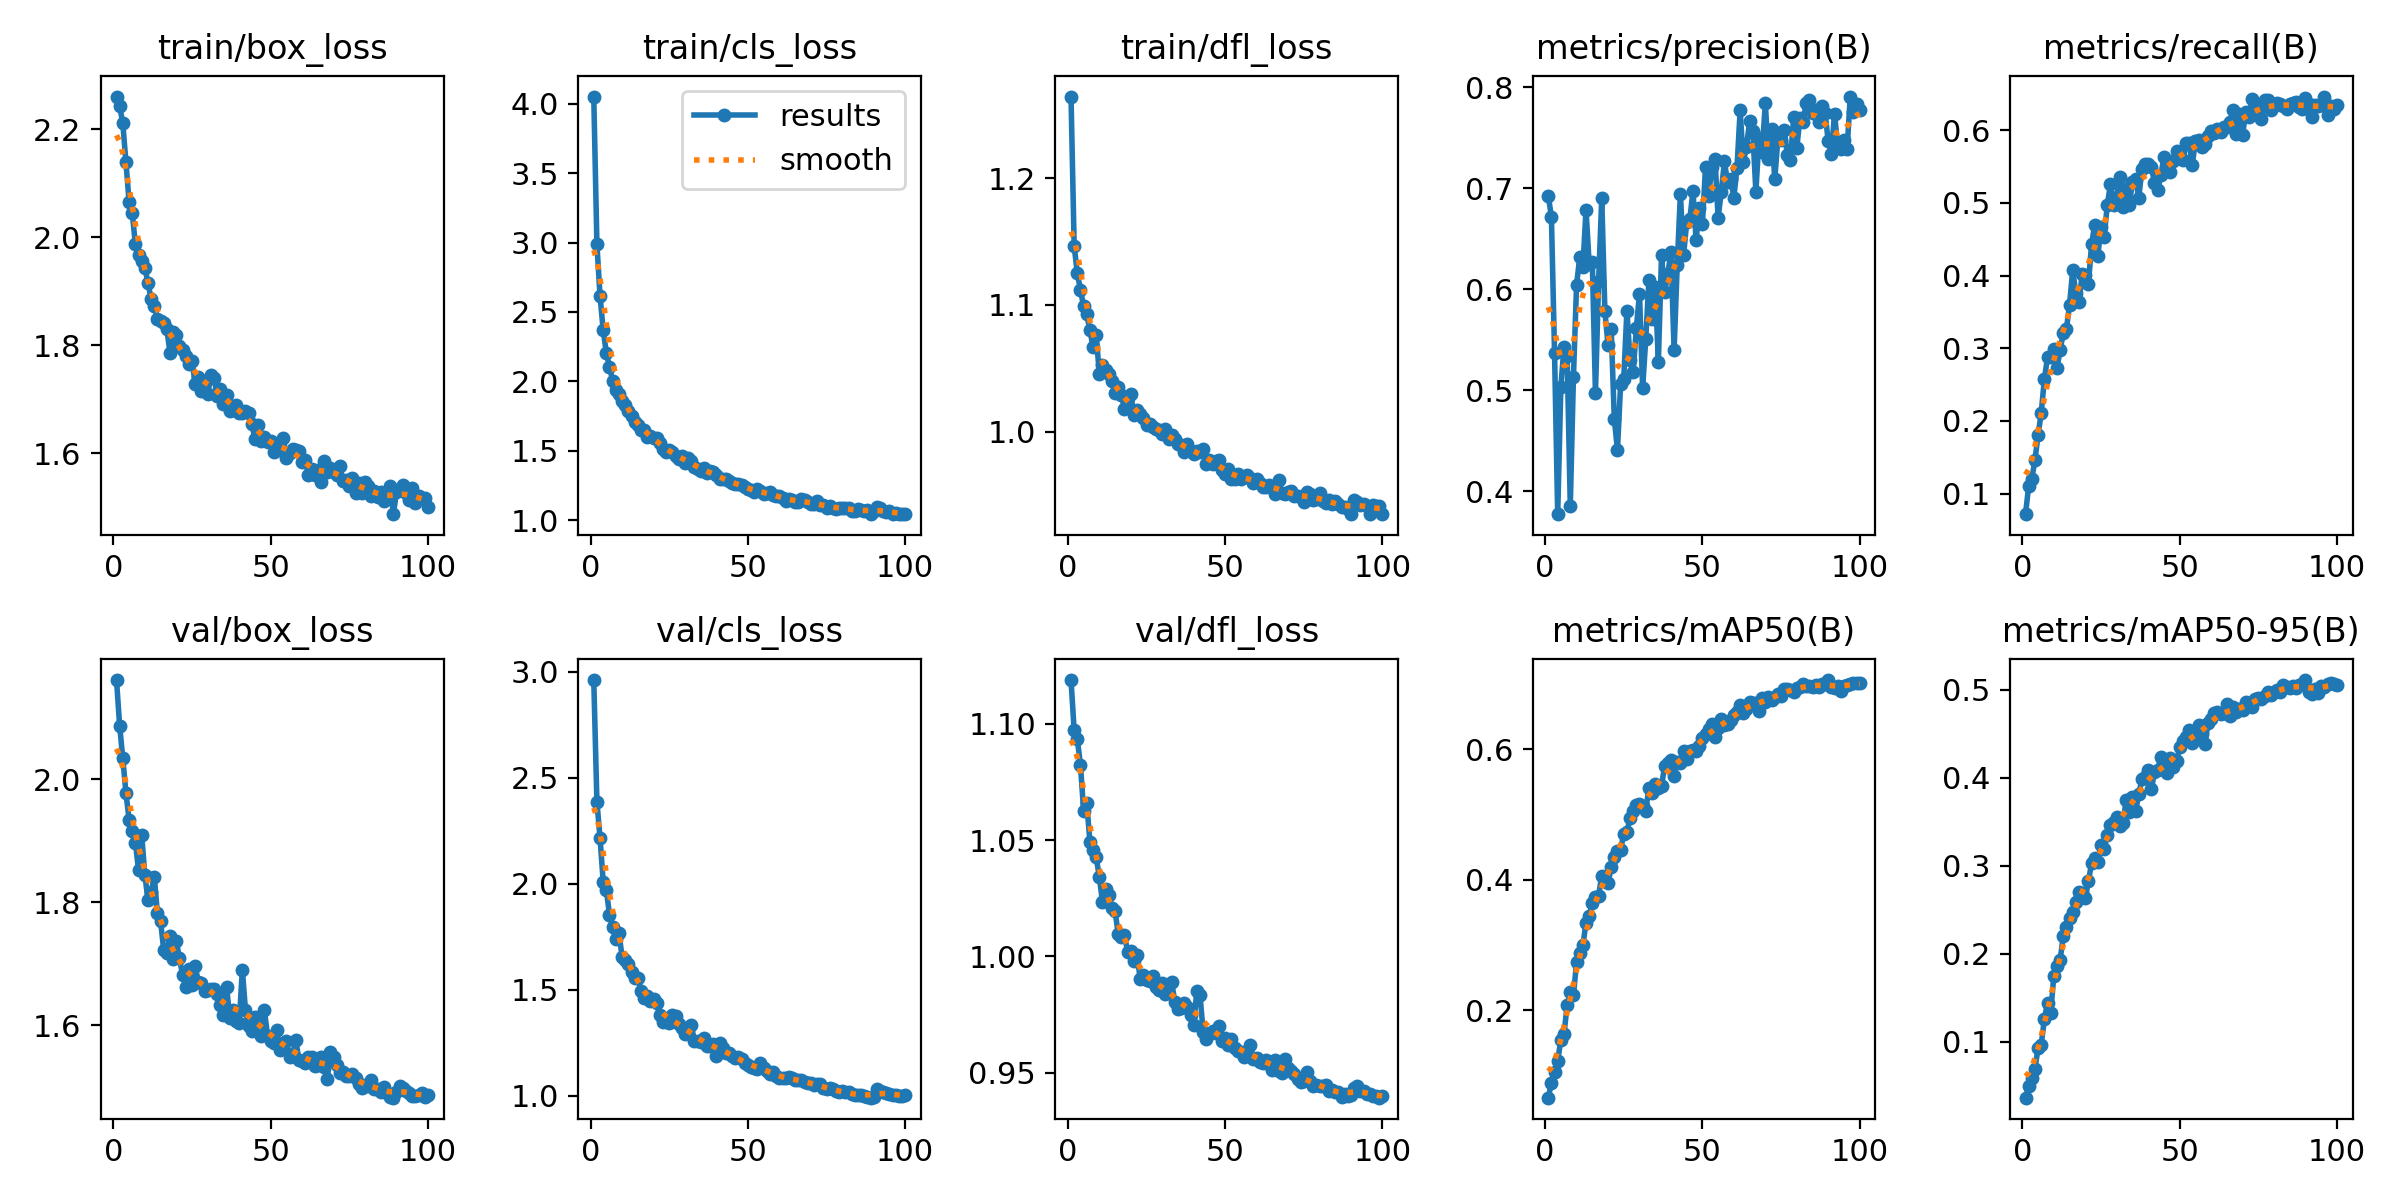 train/box_loss
2.2
2.0
1.8
1.6
0 50 100
train/cls_loss
results
smooth
4.0
3.5
3.0
2.5
2.0
1.5
1.0
0 50 100
train/dfl_loss
1.2
1.1
1.0
0 50 100
metrics/precision(B)
0.8
0.7
0.6
0.5
0.4
0 50 100
metrics/recall(B)
0.6
0.5
0.4
0.3
0.2
0.1
0 50 100
val/box_loss
2.0
1.8
1.6
0 50 100
val/cls_loss
3.0
2.5
2.0
1.5
1.0
0 50 100
val/dfl_loss
1.10
1.05
1.00
0.95
0 50 100
metrics/mAP50(B)
0.6
0.4
0.2
0 50 100
metrics/mAP50-95(B)
0.5
0.4
0.3
0.2
0.1
0 50 100